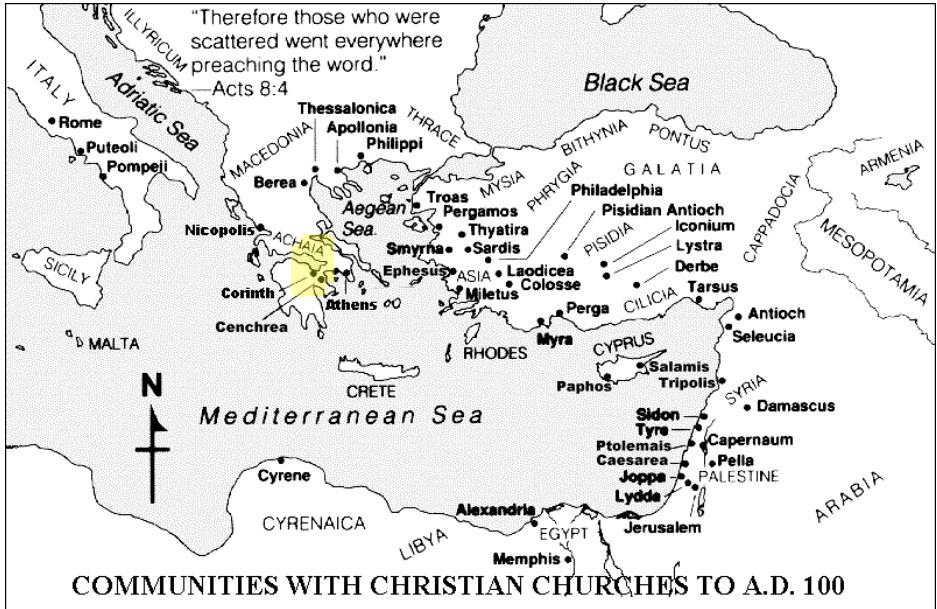 "Therefore those who were
scattered went everywhere
preaching the word."
—Acts 8:4
ILLYRICUM
ITALY
Adriatic Sea
Black Sea
Rome
Puteoli
Pompeji
Thessalonica
Apollonia
Philippi
THRACE
MACEDONIA
Berea
BITHYNIA
PONTUS
ARMENIA
GALATIA
MYSIA
PHRYGIA
Philadelphia
CAPPADOCIA
Aegean
Sea
Troas
Pergamos
Thyatira
Pisidian Antioch
PISIDIA
Iconium
Lystra
MESOPOTAMIA
Nicopolis
ACHAIA
Smyrna
Sardis
SICILY
Ephesus
ASIA
Laodicea
Colosse
Derbe
Corinth
Athens
Miletus
CILICIA
Tarsus
Cenchrea
Perga
Antioch
Seleucia
MALTA
RHODES
Myra
CYPRUS
Salamis
Paphos
Tripolis
CRETE
SYRIA
N
Mediterranean Sea
Damascus
Sidon
Tyre
Ptolemais
Capernaum
Caesarea
Pella
Joppa
PALESTINE
Lydda
Cyrene
ARABIA
Alexandria
Jerusalem
CYRENAICA
LIBYA
EGYPT
Memphis
COMMUNITIES WITH CHRISTIAN CHURCHES TO A.D. 100